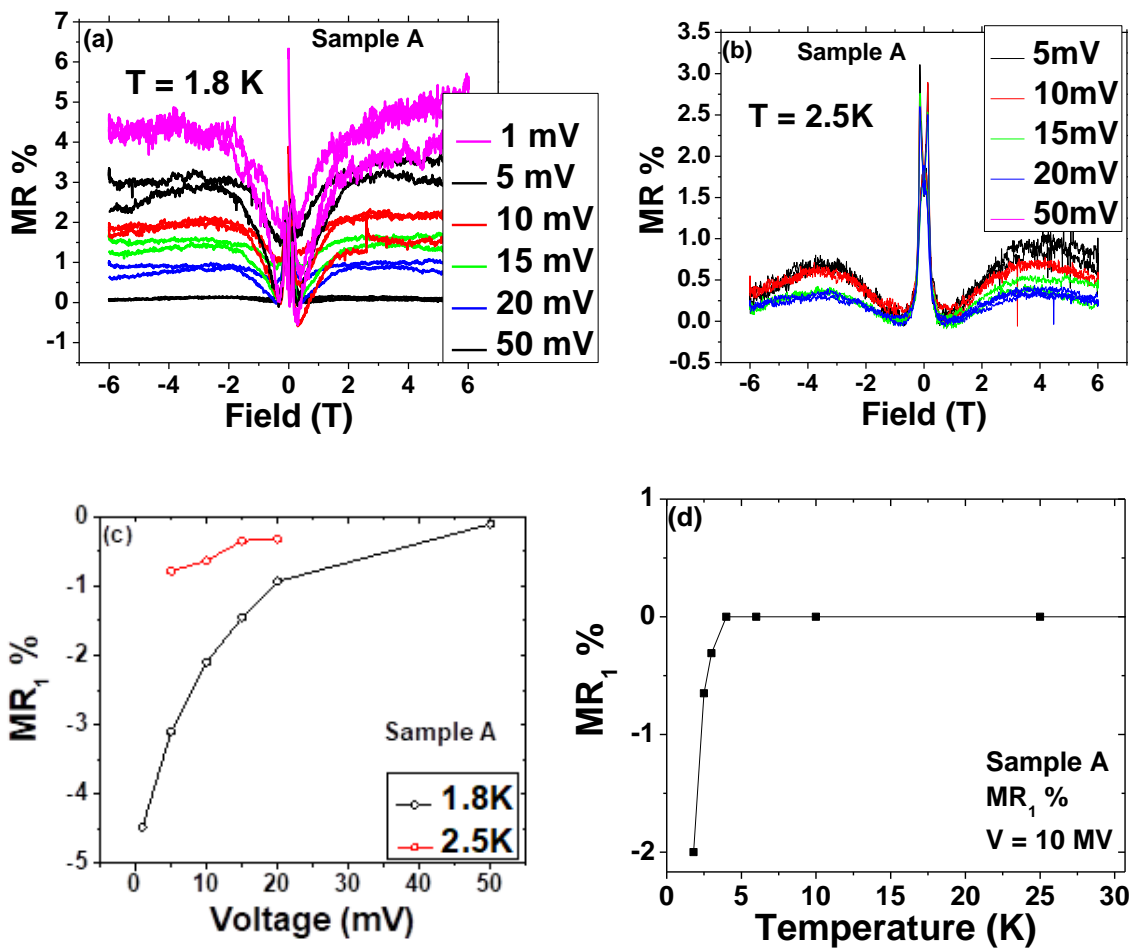 (a)
Sample A
T = 1.8 K
7
6
5
4
3
2
1
0
-1
MR %
-6 -4 -2 0 2 4 6
Field (T)
1 mV
5 mV
10 mV
15 mV
20 mV
50 mV
(b)
Sample A
T = 2.5K
3.5
3.0
2.5
2.0
1.5
1.0
0.5
0.0
-0.5
MR %
-6 -4 -2 0 2 4 6
Field (T)
5mV
10mV
15mV
20mV
50mV
(c)
0
-1
-2
-3
-4
-5
MR1 %
0 10 20 30 40 50
Voltage (mV)
Sample A
1.8K
2.5K
(d)
1
0
-1
-2
MR1 %
0 5 10 15 20 25 30
Temperature (K)
Sample A
MR1 %
V = 10 MV